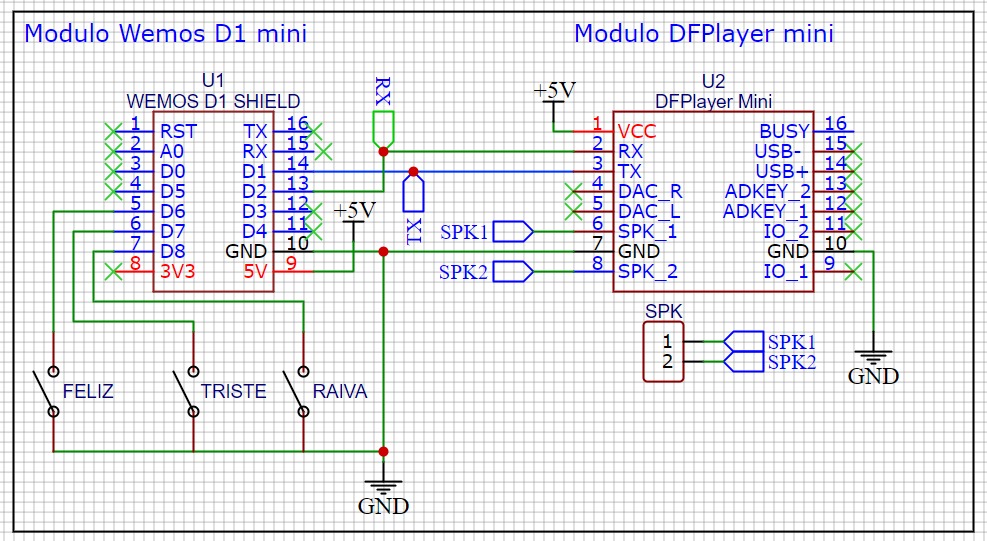 Modulo Wemos D1 mini
Modulo DFPlayer mini
U1
WEMOS D1 SHIELD
1 RST TX 16
2 A0 RX 15
3 D0 D1 14
4 D5 D2 13
5 D6 D3 12
6 D7 D4 11
7 D8 GND 10
8 3V3 5V 9
RX
TX
+5V
+5V
U2
DFPlayer Mini
1 VCC BUSY 16
2 RX USB- 15
3 TX USB+ 14
4 DAC_R ADKEY_2 13
5 DAC_L ADKEY_1 12
6 SPK_1 IO_2 11
7 GND GND 10
8 SPK_2 IO_1 9
SPK1
SPK2
SPK
1 SPK1
2 SPK2
GND
FELIZ
TRISTE
RAIVA
GND